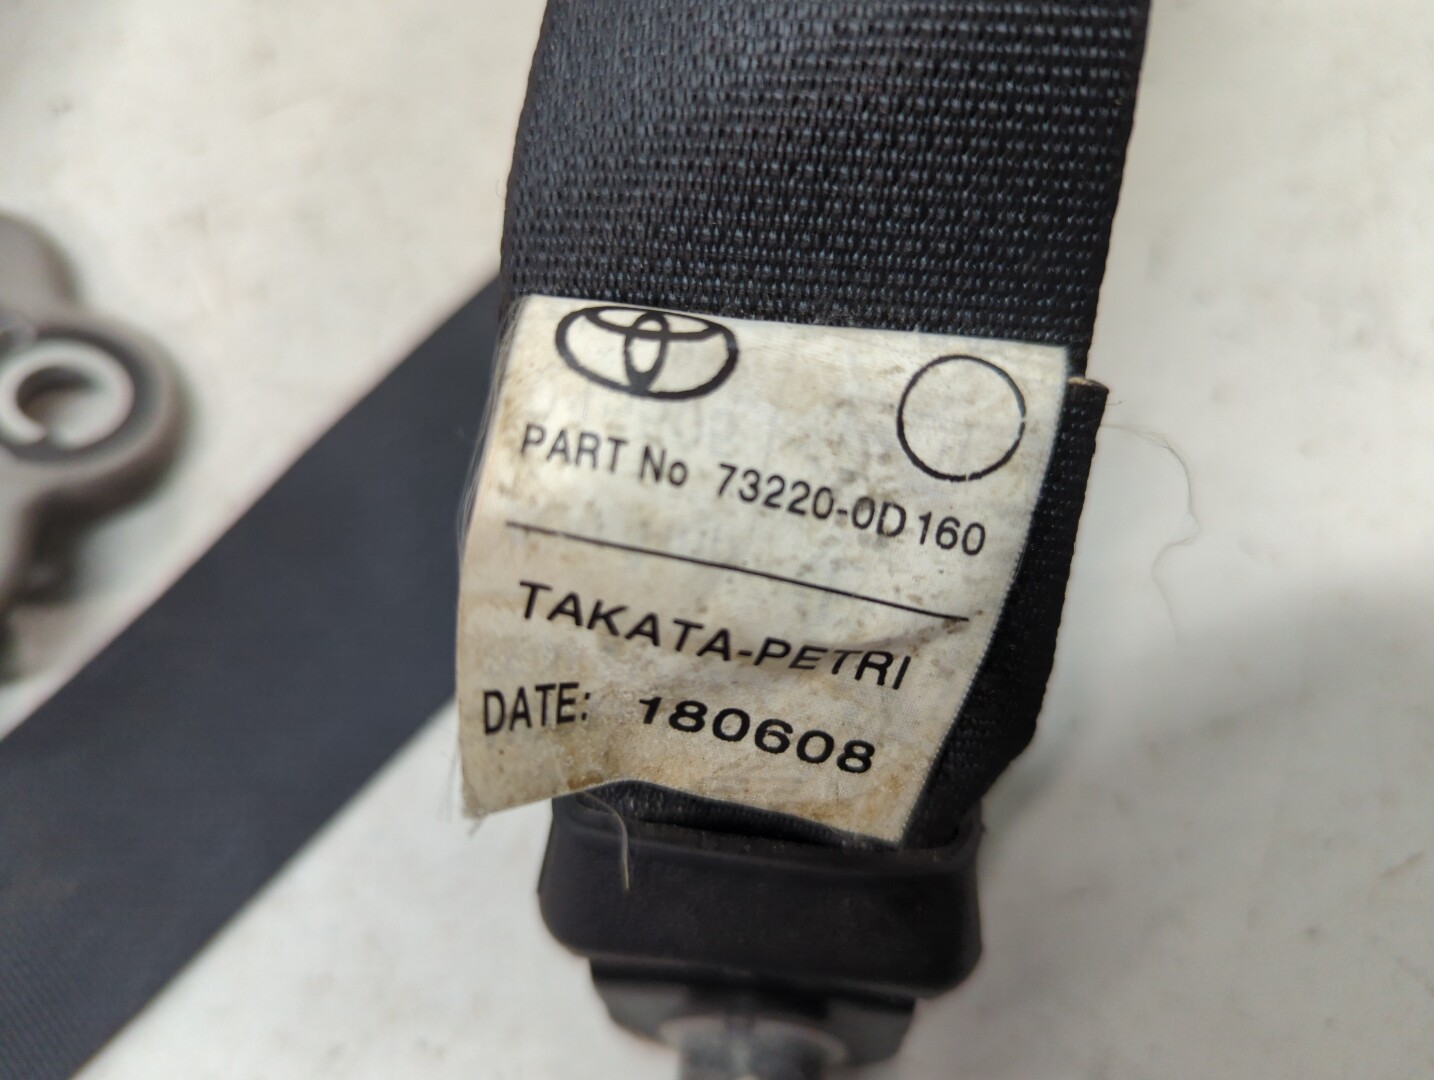 PART No 73220-0D160
TAKATA-PETRI
DATE: 180608